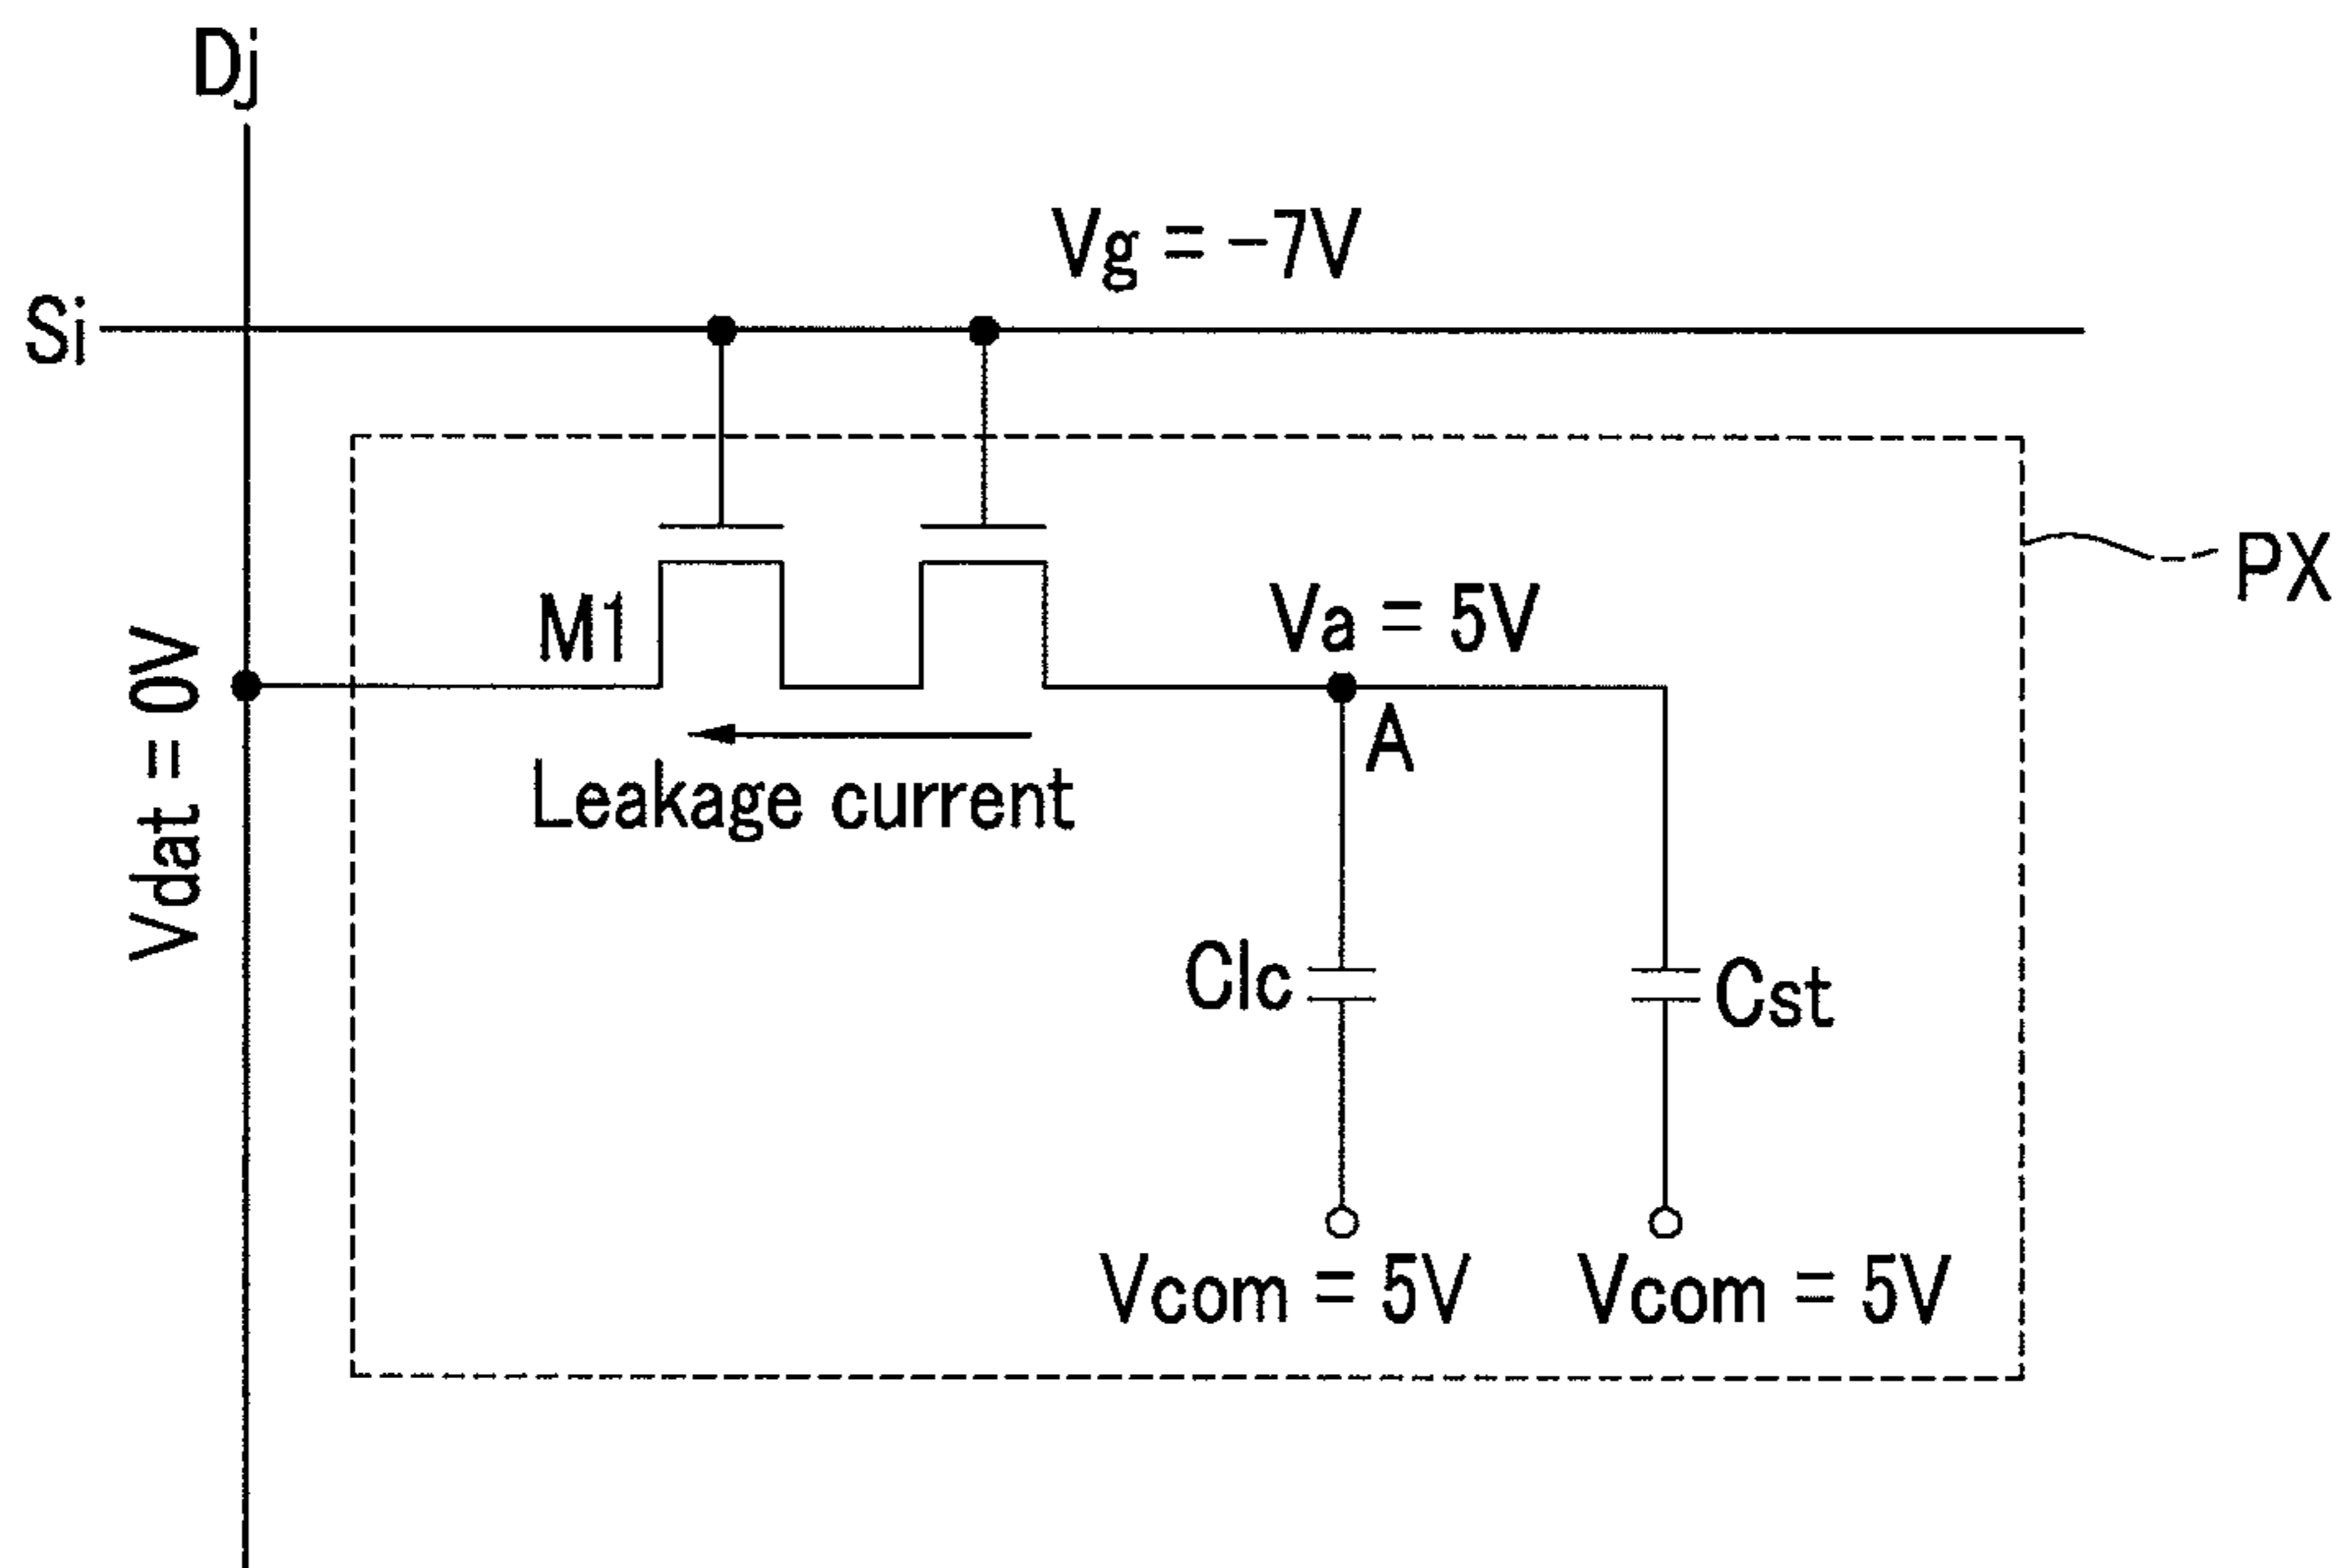 Dj
Vg = -7V
Si
PX
M1
Va = 5V
Vdat = 0V
A
Leakage current
Clc
Cst
Vcom = 5V
Vcom = 5V